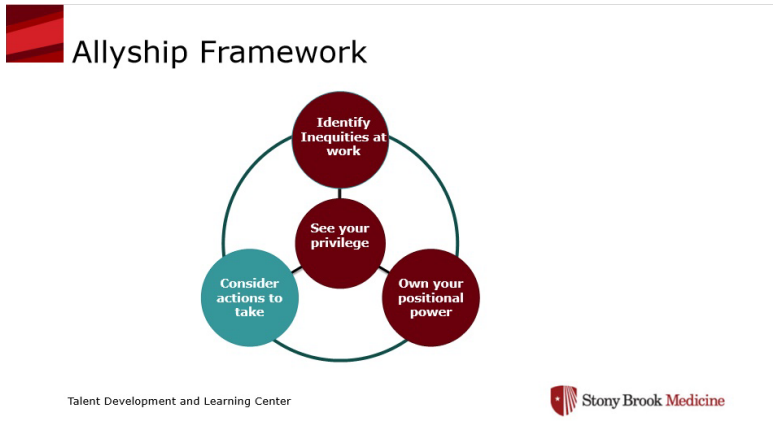 Allyship Framework
Identify
Inequities at
work
See your
privilege
Consider
actions to
take
Own your
positional
power
Talent Development and Learning Center
Stony Brook Medicine